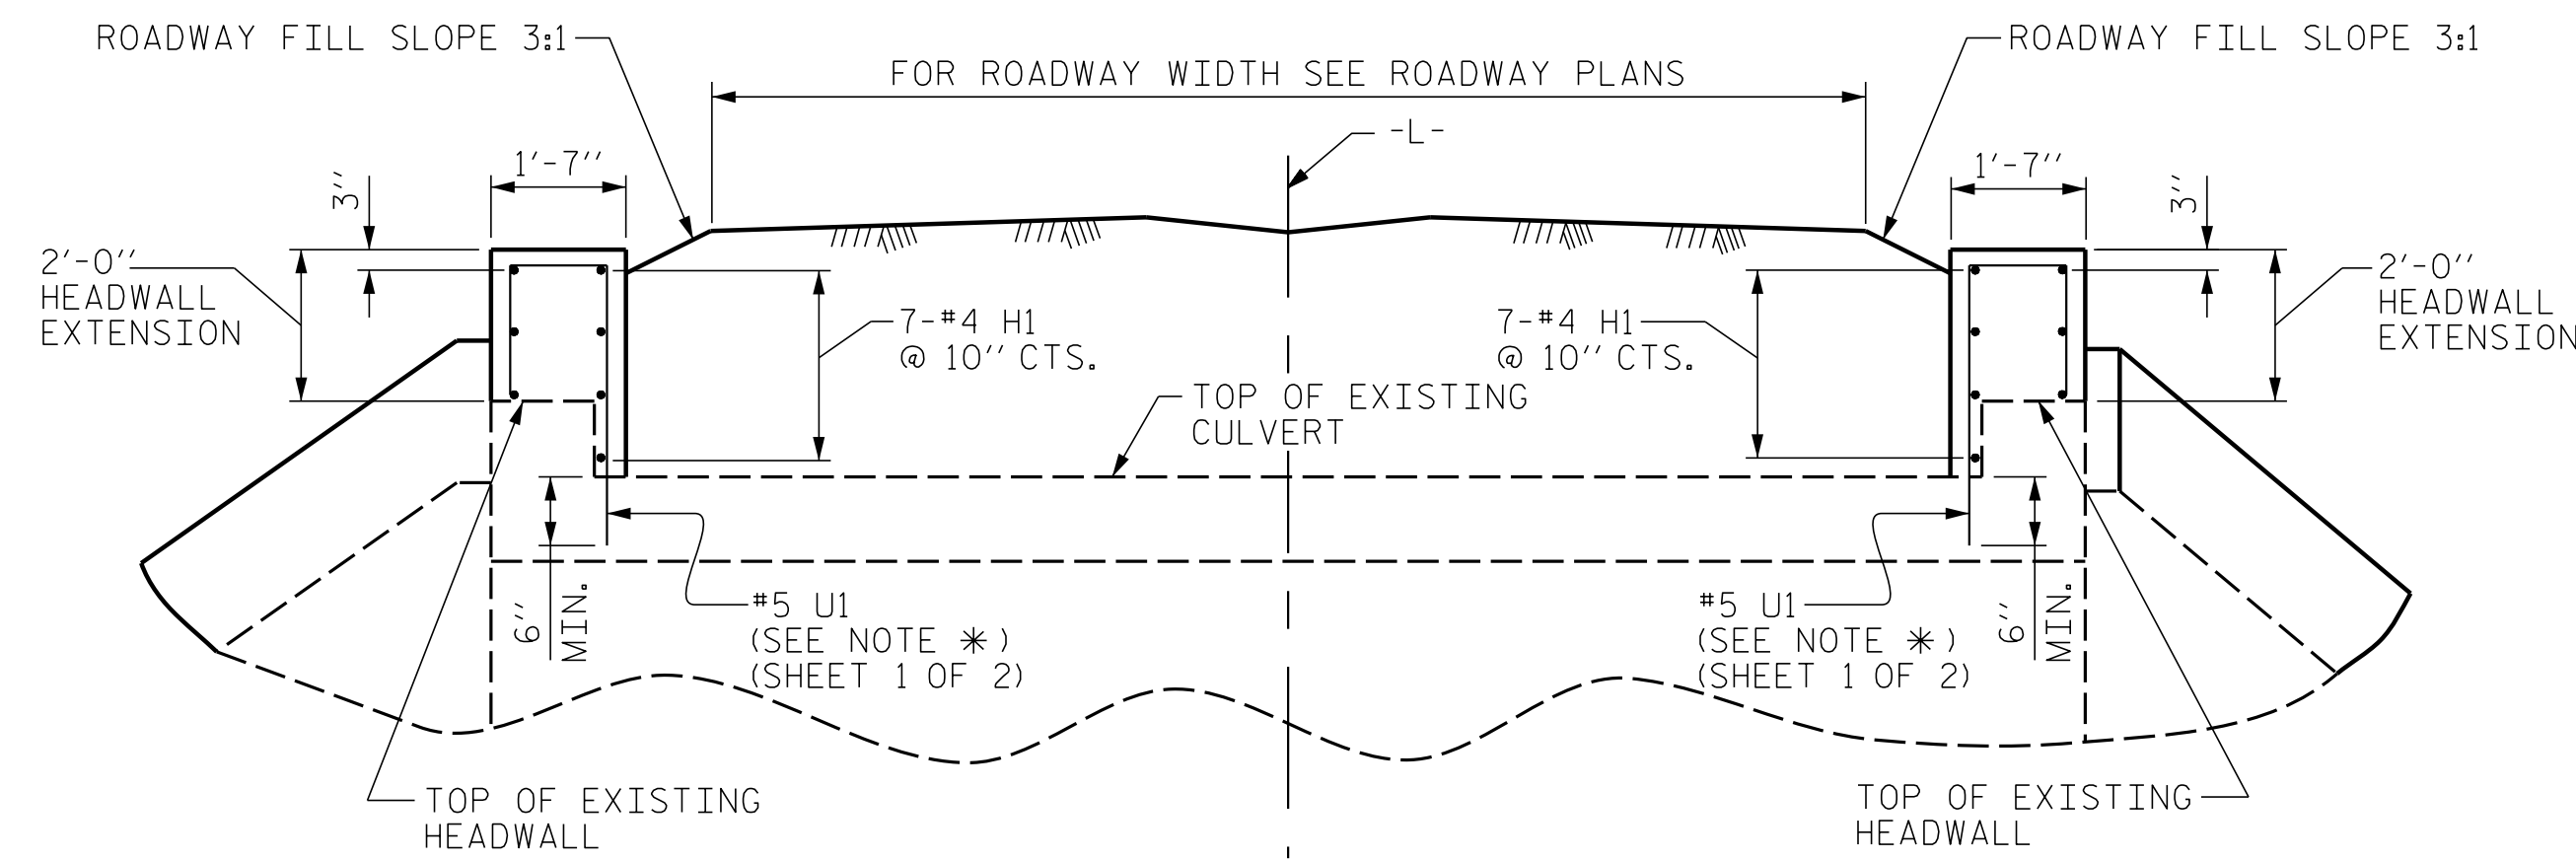 ROADWAY FILL SLOPE 3:1
FOR ROADWAY WIDTH SEE ROADWAY PLANS
ROADWAY FILL SLOPE 3:1
-L-
1'-7"
1'-7"
3"
3"
2'-0"
HEADWALL
EXTENSION
2'-0"
HEADWALL
EXTENSION
7-#4 H1
@ 10" CTS.
7-#4 H1
@ 10" CTS.
TOP OF EXISTING
CULVERT
6"
MIN.
#5 U1
(SEE NOTE *)
(SHEET 1 OF 2)
#5 U1
(SEE NOTE *)
(SHEET 1 OF 2)
6"
MIN.
TOP OF EXISTING
HEADWALL
TOP OF EXISTING
HEADWALL